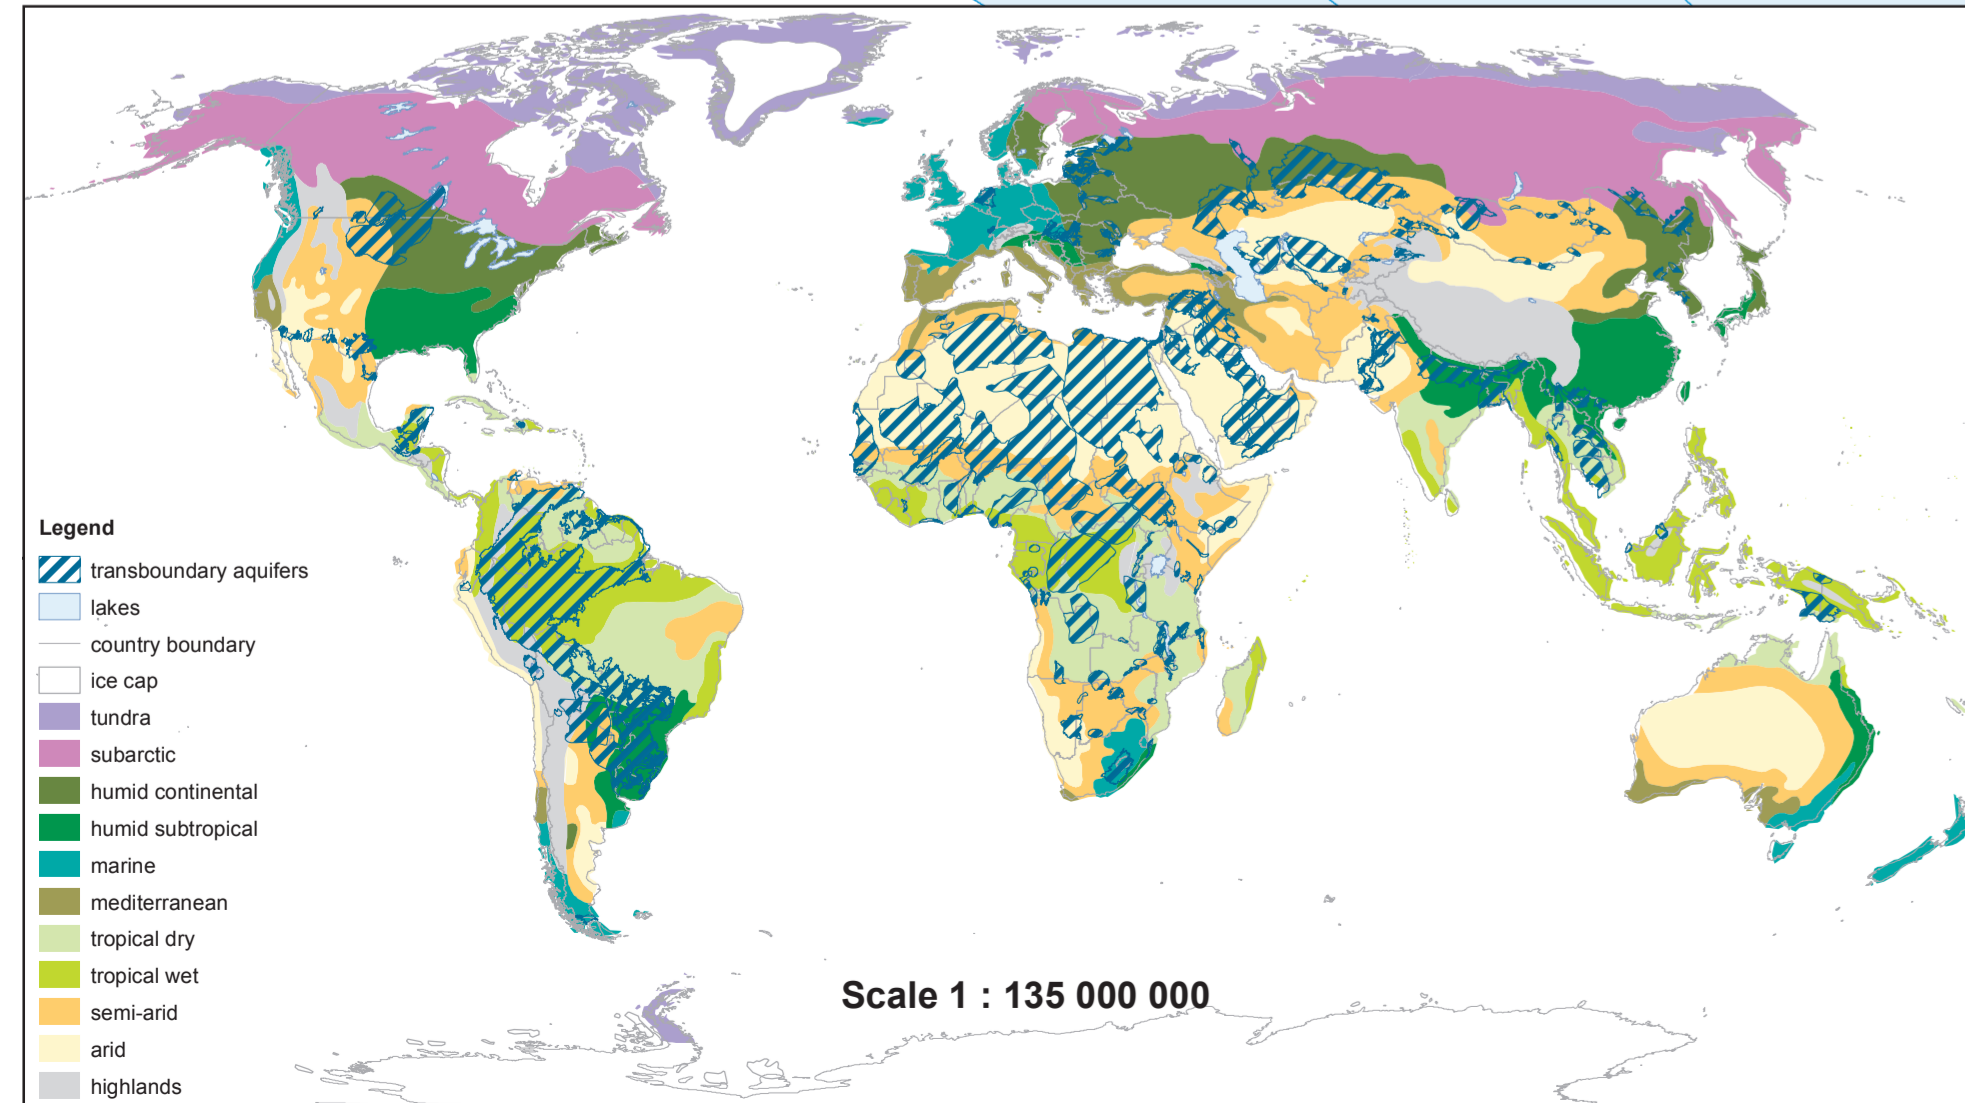 Legend
transboundary aquifers
lakes
country boundary
ice cap
tundra
subarctic
humid continental
humid subtropical
marine
mediterranean
tropical dry
tropical wet
semi-arid
arid
highlands
Scale 1 : 135 000 000